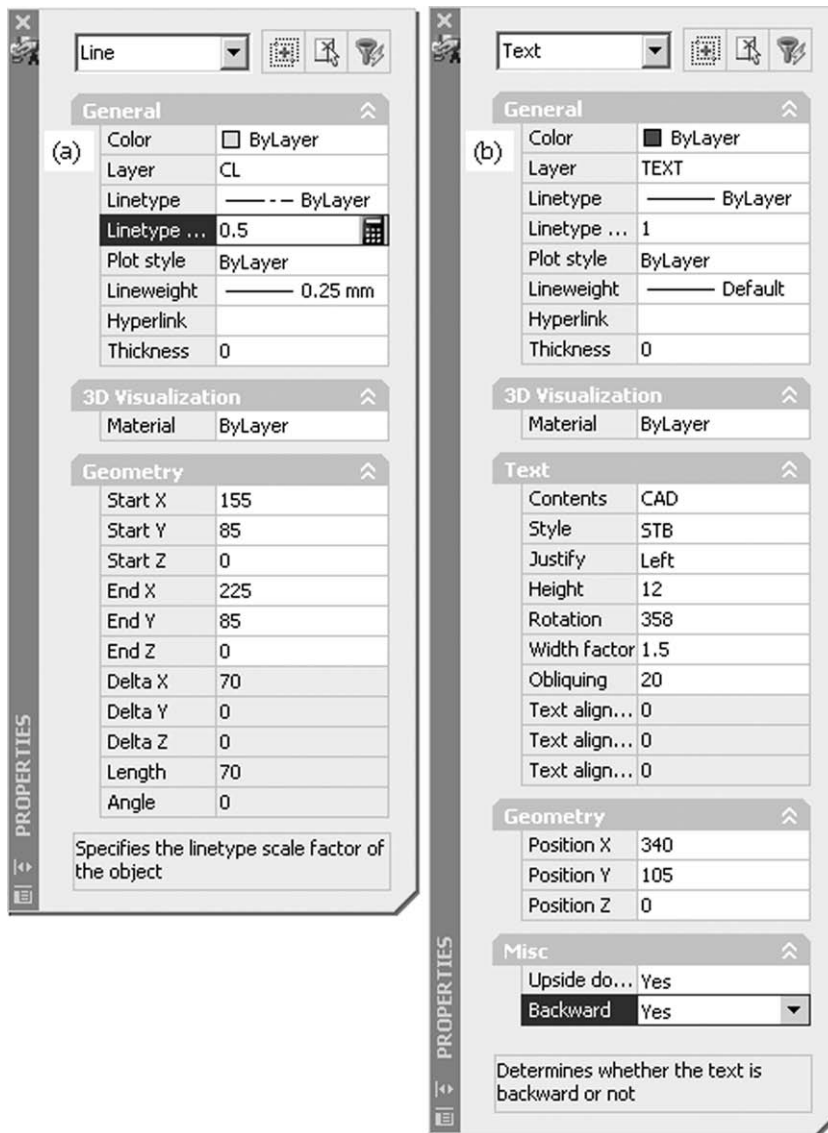 (a)
Line
General
Color ByLayer
Layer CL
Linetype ByLayer
Linetype ... 0.5
Plot style ByLayer
Lineweight 0.25 mm
Hyperlink
Thickness 0
3D Visualization
Material ByLayer
Geometry
Start X 155
Start Y 85
Start Z 0
End X 225
End Y 85
End Z 0
Delta X 70
Delta Y 0
Delta Z 0
Length 70
Angle 0
Specifies the linetype scale factor of
the object
PROPERTIES
(b)
Text
General
Color ByLayer
Layer TEXT
Linetype ByLayer
Linetype ... 1
Plot style ByLayer
Lineweight Default
Hyperlink
Thickness 0
3D Visualization
Material ByLayer
Text
Contents CAD
Style STB
Justify Left
Height 12
Rotation 358
Width factor 1.5
Obliquing 20
Text align... 0
Text align... 0
Text align... 0
Geometry
Position X 340
Position Y 105
Position Z 0
Misc
Upside do... Yes
Backward Yes
Determines whether the text is
backward or not
PROPERTIES